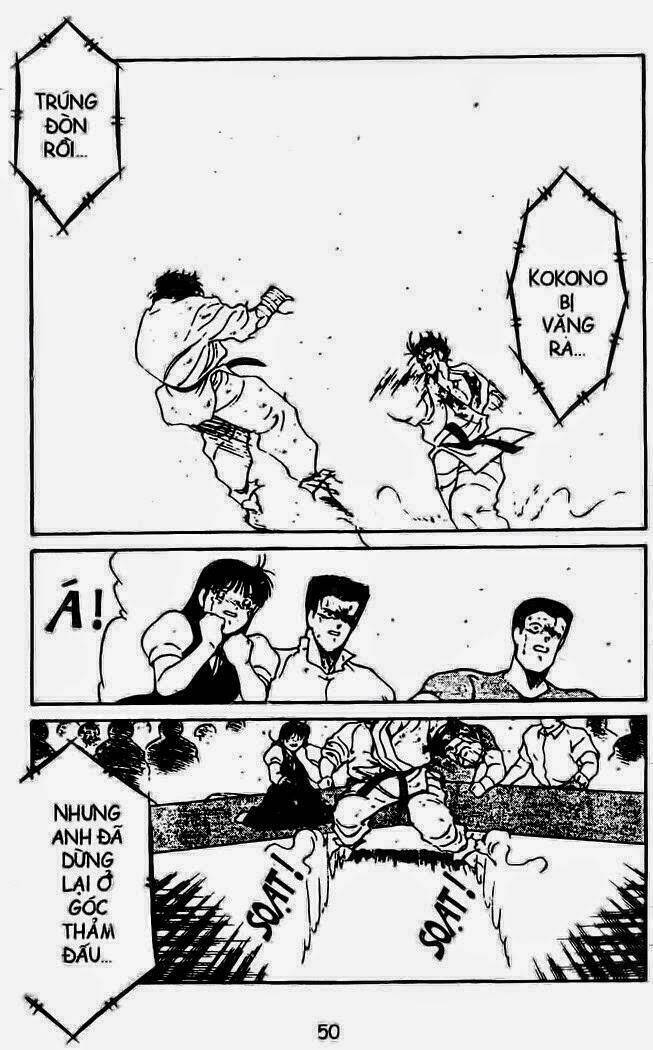 TRÚNG
ĐÒN
RỒI...
KOKONO
BỊ
VĂNG
RA...
Á!
NHƯNG
ANH ĐÃ
DỪNG
LẠI Ở
GÓC
THẢM
ĐẤU...
SOẠT!
SOẠT!
50